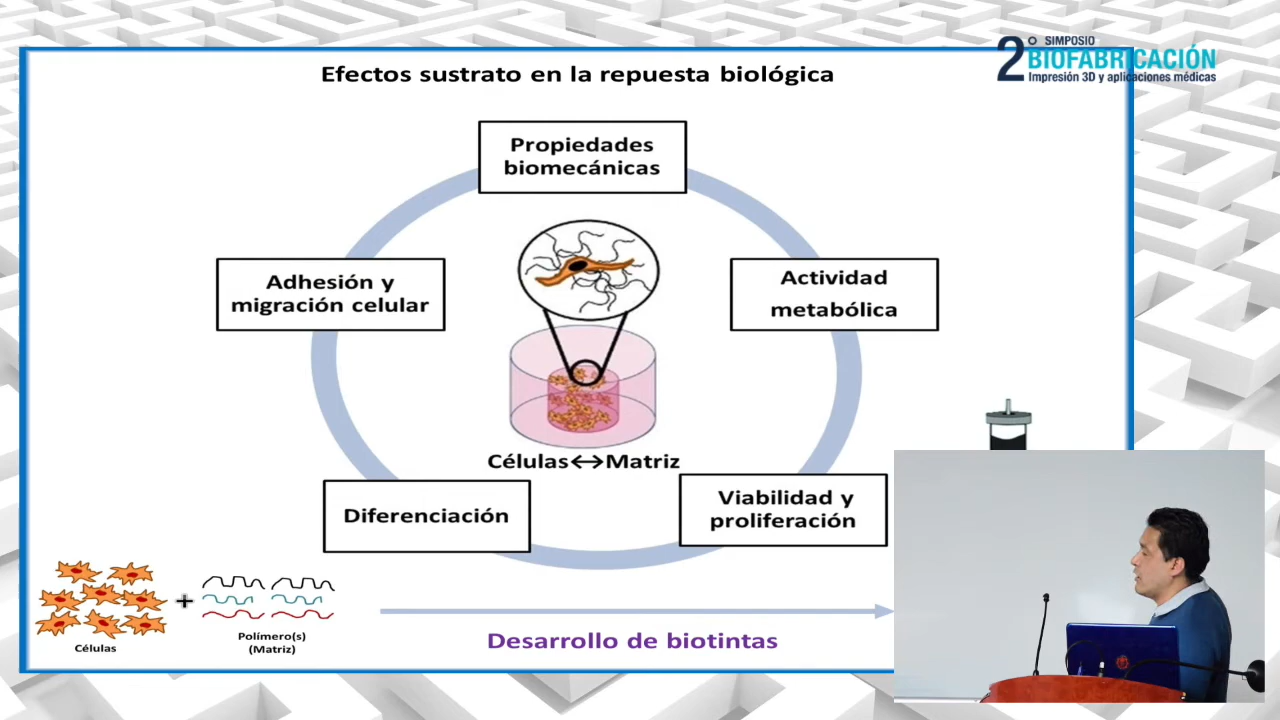 2º SIMPOSIO
BIOFABRICACIÓN
Impresión 3D y aplicaciones médicas
Efectos sustrato en la repuesta biológica
Propiedades
biomecánicas
Adhesión y
migración celular
Actividad
metabólica
Células↔Matriz
Diferenciación
Viabilidad y
proliferación
+
Polímero(s)
(Matriz)
Células
Desarrollo de biotintas